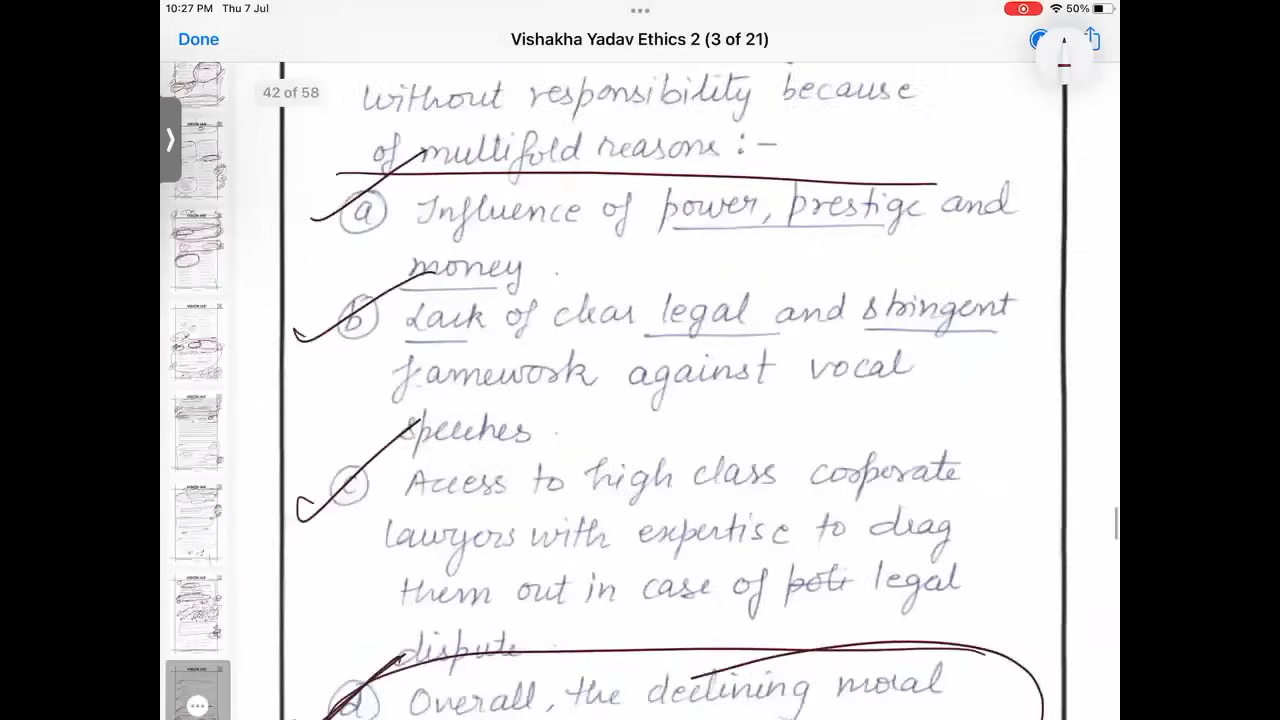 10:27 PM Thu 7 Jul
50%
Done
Vishakha Yadav Ethics 2 (3 of 21)
42 of 58
without responsibility because
of multifold reasons :-
(a) Influence of power, prestige and
money.
(b) Lack of clear legal and stringent
framework against vocal
speeches.
(c) Access to high class corporate
lawyers with expertise to drag
them out in case of poli legal
dispute
(d) Overall, the declining moral